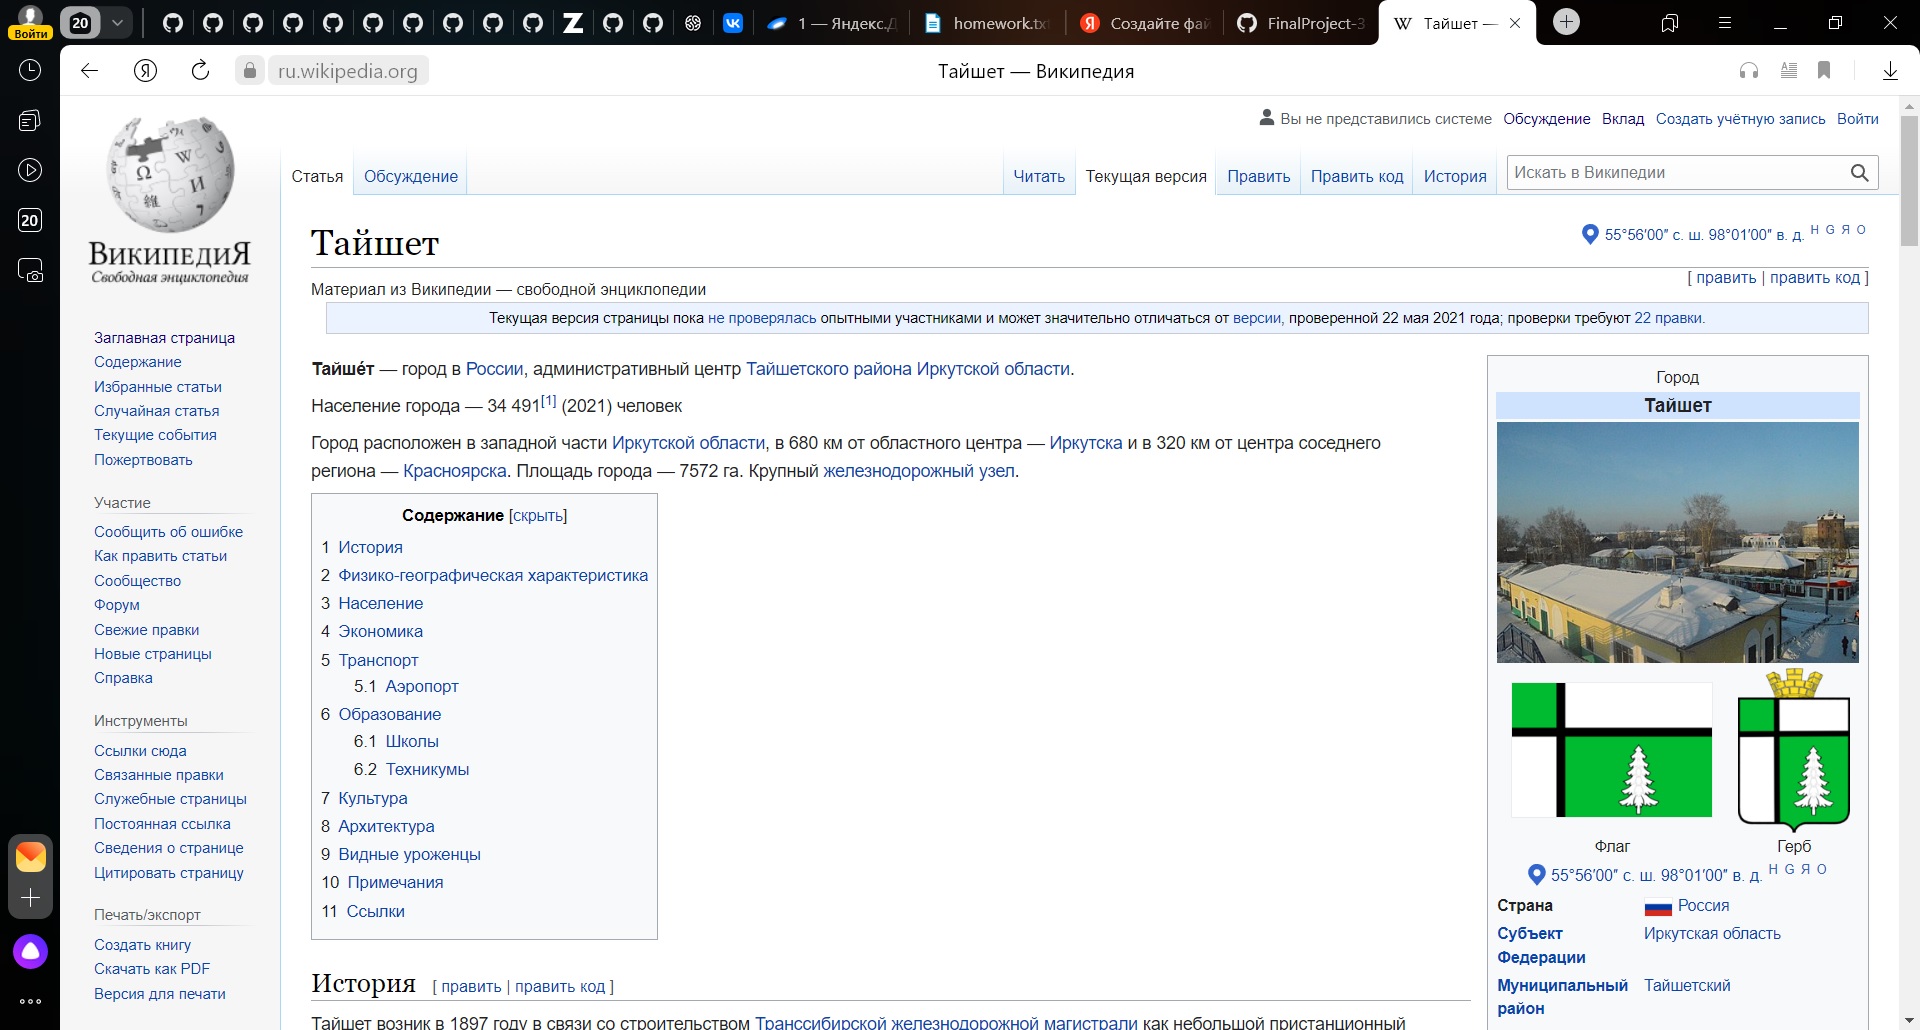 Войти
20
1 — Яндекс.Д
homework.tx
Создайте фай
FinalProject-3
Тайшет —
ru.wikipedia.org
Тайшет — Википедия
20
Вы не представились системе Обсуждение Вклад Создать учётную запись Войти
Статья Обсуждение Читать Текущая версия Править Править код История Искать в Википедии
ВикипедиЯ
Свободная энциклопедия
Заглавная страница
Содержание
Избранные статьи
Случайная статья
Текущие события
Пожертвовать
Участие
Сообщить об ошибке
Как править статьи
Сообщество
Форум
Свежие правки
Новые страницы
Справка
Инструменты
Ссылки сюда
Связанные правки
Служебные страницы
Постоянная ссылка
Сведения о странице
Цитировать страницу
Печать/экспорт
Создать книгу
Скачать как PDF
Версия для печати
Тайшет
55°56′00″ с. ш. 98°01′00″ в. д. H G Я O
[ править | править код ]
Материал из Википедии — свободной энциклопедии
Текущая версия страницы пока не проверялась опытными участниками и может значительно отличаться от версии, проверенной 22 мая 2021 года; проверки требуют 22 правки.
Тайше́т — город в России, административный центр Тайшетского района Иркутской области.
Население города — 34 491[1] (2021) человек
Город расположен в западной части Иркутской области, в 680 км от областного центра — Иркутска и в 320 км от центра соседнего
региона — Красноярска. Площадь города — 7572 га. Крупный железнодорожный узел.
Содержание [скрыть]
1 История
2 Физико-географическая характеристика
3 Население
4 Экономика
5 Транспорт
5.1 Аэропорт
6 Образование
6.1 Школы
6.2 Техникумы
7 Культура
8 Архитектура
9 Видные уроженцы
10 Примечания
11 Ссылки
История [ править | править код ]
Тайшет возник в 1897 году в связи со строительством Транссибирской железнодорожной магистрали как небольшой пристанционный
Город
Тайшет
Флаг Герб
55°56′00″ с. ш. 98°01′00″ в. д. H G Я O
Страна Россия
Субъект Иркутская область
Федерации
Муниципальный Тайшетский
район